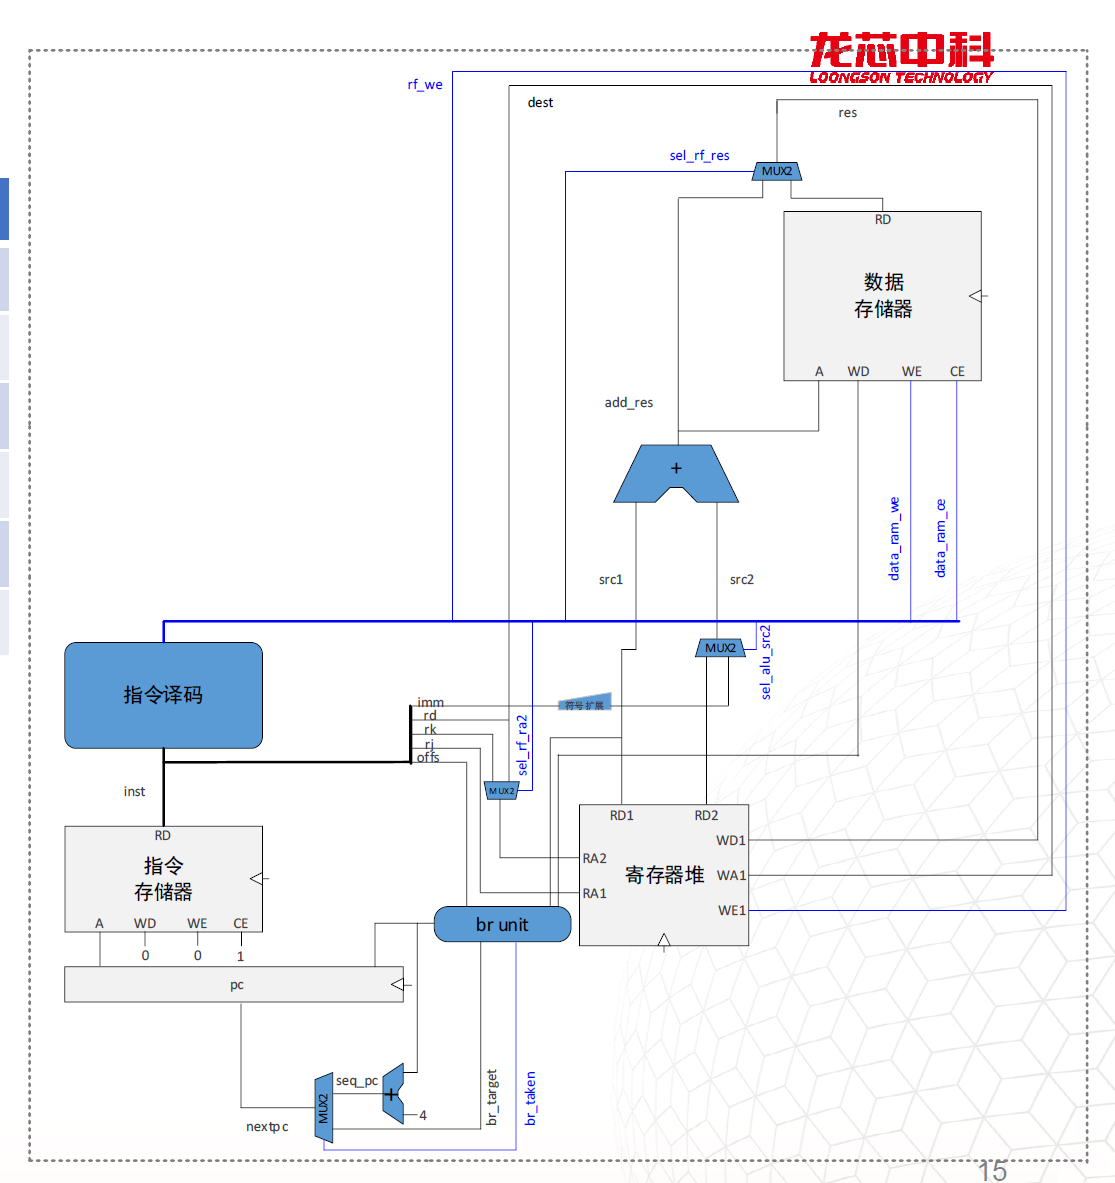 龙芯中科
LOONGSON TECHNOLOGY
rf_we
dest
res
sel_rf_res
MUX2
RD
数据
存储器
A WD WE CE
add_res
+
data_ram_we
data_ram_ce
src1
src2
MUX2
sel_alu_src2
指令译码
imm
rd
rk
rj
offs
符号扩展
sel_rf_ra2
MUX2
inst
RD
指令
存储器
A WD WE CE
0 0 1
RD1 RD2
WD1
RA2
寄存器堆
WA1
RA1
WE1
br unit
pc
seq_pc
+
4
MUX2
nextpc
br_target
br_taken
15